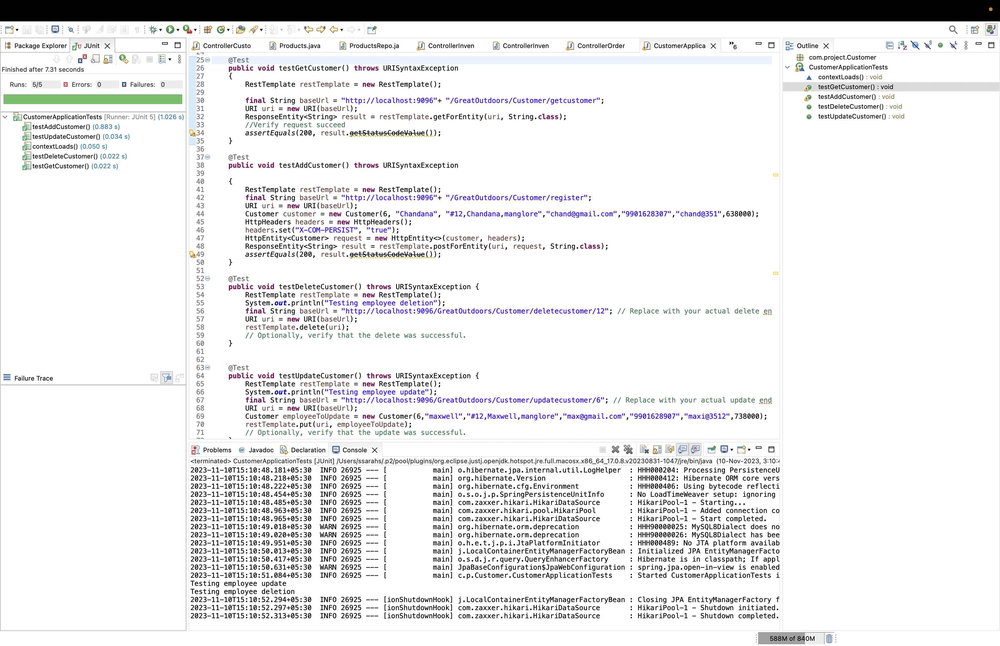 Package Explorer
JUnit
Finished after 7.31 seconds
Runs: 5/5 Errors: 0 Failures: 0
CustomerApplicationTests [Runner: JUnit 5] (1.026 s)
testAddCustomer() (0.883 s)
testUpdateCustomer() (0.034 s)
contextLoads() (0.050 s)
testDeleteCustomer() (0.022 s)
testGetCustomer() (0.022 s)
Failure Trace
ControllerCusto Products.java ProductsRepo.ja ControllerInven ControllerInven ControllerOrder CustomerApplica »6
25 @Test
26 public void testGetCustomer() throws URISyntaxException
27 {
28 RestTemplate restTemplate = new RestTemplate();
29
30 final String baseUrl = "http://localhost:9096"+ "/GreatOutdoors/Customer/getcustomer";
31 URI uri = new URI(baseUrl);
32 ResponseEntity<String> result = restTemplate.getForEntity(uri, String.class);
33 //Verify request succeed
34 assertEquals(200, result.getStatusCodeValue());
35 }
36
37 @Test
38 public void testAddCustomer() throws URISyntaxException
39
40 {
41 RestTemplate restTemplate = new RestTemplate();
42 final String baseUrl = "http://localhost:9096"+ "/GreatOutdoors/Customer/register";
43 URI uri = new URI(baseUrl);
44 Customer customer = new Customer(6, "Chandana", "#12,Chandana,manglore","chand@gmail.com","9901628307","chand@351",638000);
45 HttpHeaders headers = new HttpHeaders();
46 headers.set("X-COM-PERSIST", "true");
47 HttpEntity<Customer> request = new HttpEntity<>(customer, headers);
48 ResponseEntity<String> result = restTemplate.postForEntity(uri, request, String.class);
49 assertEquals(200, result.getStatusCodeValue());
50 }
51
52 @Test
53 public void testDeleteCustomer() throws URISyntaxException {
54 RestTemplate restTemplate = new RestTemplate();
55 System.out.println("Testing employee deletion");
56 final String baseUrl = "http://localhost:9096/GreatOutdoors/Customer/deletecustomer/12"; // Replace with your actual delete en
57 URI uri = new URI(baseUrl);
58 restTemplate.delete(uri);
59 // Optionally, verify that the delete was successful.
60 }
61
62
63 @Test
64 public void testUpdateCustomer() throws URISyntaxException {
65 RestTemplate restTemplate = new RestTemplate();
66 System.out.println("Testing employee update");
67 final String baseUrl = "http://localhost:9096/GreatOutdoors/Customer/updatecustomer/6"; // Replace with your actual update end
68 URI uri = new URI(baseUrl);
69 Customer employeeToUpdate = new Customer(6,"maxwell","#12,Maxwell,manglore","max@gmail.com","9901628907","maxi@3512",738000);
70 restTemplate.put(uri, employeeToUpdate);
71 // Optionally, verify that the update was successful.
Problems Javadoc Declaration Console
<terminated> CustomerApplicationTests [JUnit] /Users/ssarahs/.p2/pool/plugins/org.eclipse.justj.openjdk.hotspot.jre.full.macosx.x86_64_17.0.8.v20230831-1047/jre/bin/java (10-Nov-2023, 3:10:4
2023-11-10T15:10:48.181+05:30 INFO 26925 --- [ main] o.hibernate.jpa.internal.util.LogHelper : HHH000204: Processing PersistenceU
2023-11-10T15:10:48.218+05:30 INFO 26925 --- [ main] org.hibernate.Version : HHH000412: Hibernate ORM core vers
2023-11-10T15:10:48.222+05:30 INFO 26925 --- [ main] org.hibernate.cfg.Environment : HHH000406: Using bytecode reflecti
2023-11-10T15:10:48.454+05:30 INFO 26925 --- [ main] o.s.o.j.p.SpringPersistenceUnitInfo : No LoadTimeWeaver setup: ignoring
2023-11-10T15:10:48.485+05:30 INFO 26925 --- [ main] com.zaxxer.hikari.HikariDataSource : HikariPool-1 - Starting...
2023-11-10T15:10:48.963+05:30 INFO 26925 --- [ main] com.zaxxer.hikari.pool.HikariPool : HikariPool-1 - Added connection co
2023-11-10T15:10:48.965+05:30 INFO 26925 --- [ main] com.zaxxer.hikari.HikariDataSource : HikariPool-1 - Start completed.
2023-11-10T15:10:49.018+05:30 WARN 26925 --- [ main] org.hibernate.orm.deprecation : HHH90000025: MySQL8Dialect does no
2023-11-10T15:10:49.020+05:30 WARN 26925 --- [ main] org.hibernate.orm.deprecation : HHH90000026: MySQL8Dialect has bee
2023-11-10T15:10:49.951+05:30 INFO 26925 --- [ main] o.h.e.t.j.p.i.JtaPlatformInitiator : HHH000489: No JTA platform availab
2023-11-10T15:10:50.013+05:30 INFO 26925 --- [ main] j.LocalContainerEntityManagerFactoryBean : Initialized JPA EntityManagerFacto
2023-11-10T15:10:50.417+05:30 INFO 26925 --- [ main] o.s.d.j.r.query.QueryEnhancerFactory : Hibernate is in classpath; If appl
2023-11-10T15:10:50.631+05:30 WARN 26925 --- [ main] JpaBaseConfiguration$JpaWebConfiguration : spring.jpa.open-in-view is enabled
2023-11-10T15:10:51.084+05:30 INFO 26925 --- [ main] c.p.Customer.CustomerApplicationTests : Started CustomerApplicationTests i
Testing employee update
Testing employee deletion
2023-11-10T15:10:52.294+05:30 INFO 26925 --- [ionShutdownHook] j.LocalContainerEntityManagerFactoryBean : Closing JPA EntityManagerFactory f
2023-11-10T15:10:52.297+05:30 INFO 26925 --- [ionShutdownHook] com.zaxxer.hikari.HikariDataSource : HikariPool-1 - Shutdown initiated.
2023-11-10T15:10:52.313+05:30 INFO 26925 --- [ionShutdownHook] com.zaxxer.hikari.HikariDataSource : HikariPool-1 - Shutdown completed.
Outline
com.project.Customer
CustomerApplicationTests
contextLoads() : void
testGetCustomer() : void
testAddCustomer() : void
testDeleteCustomer() : void
testUpdateCustomer() : void
588M of 840M